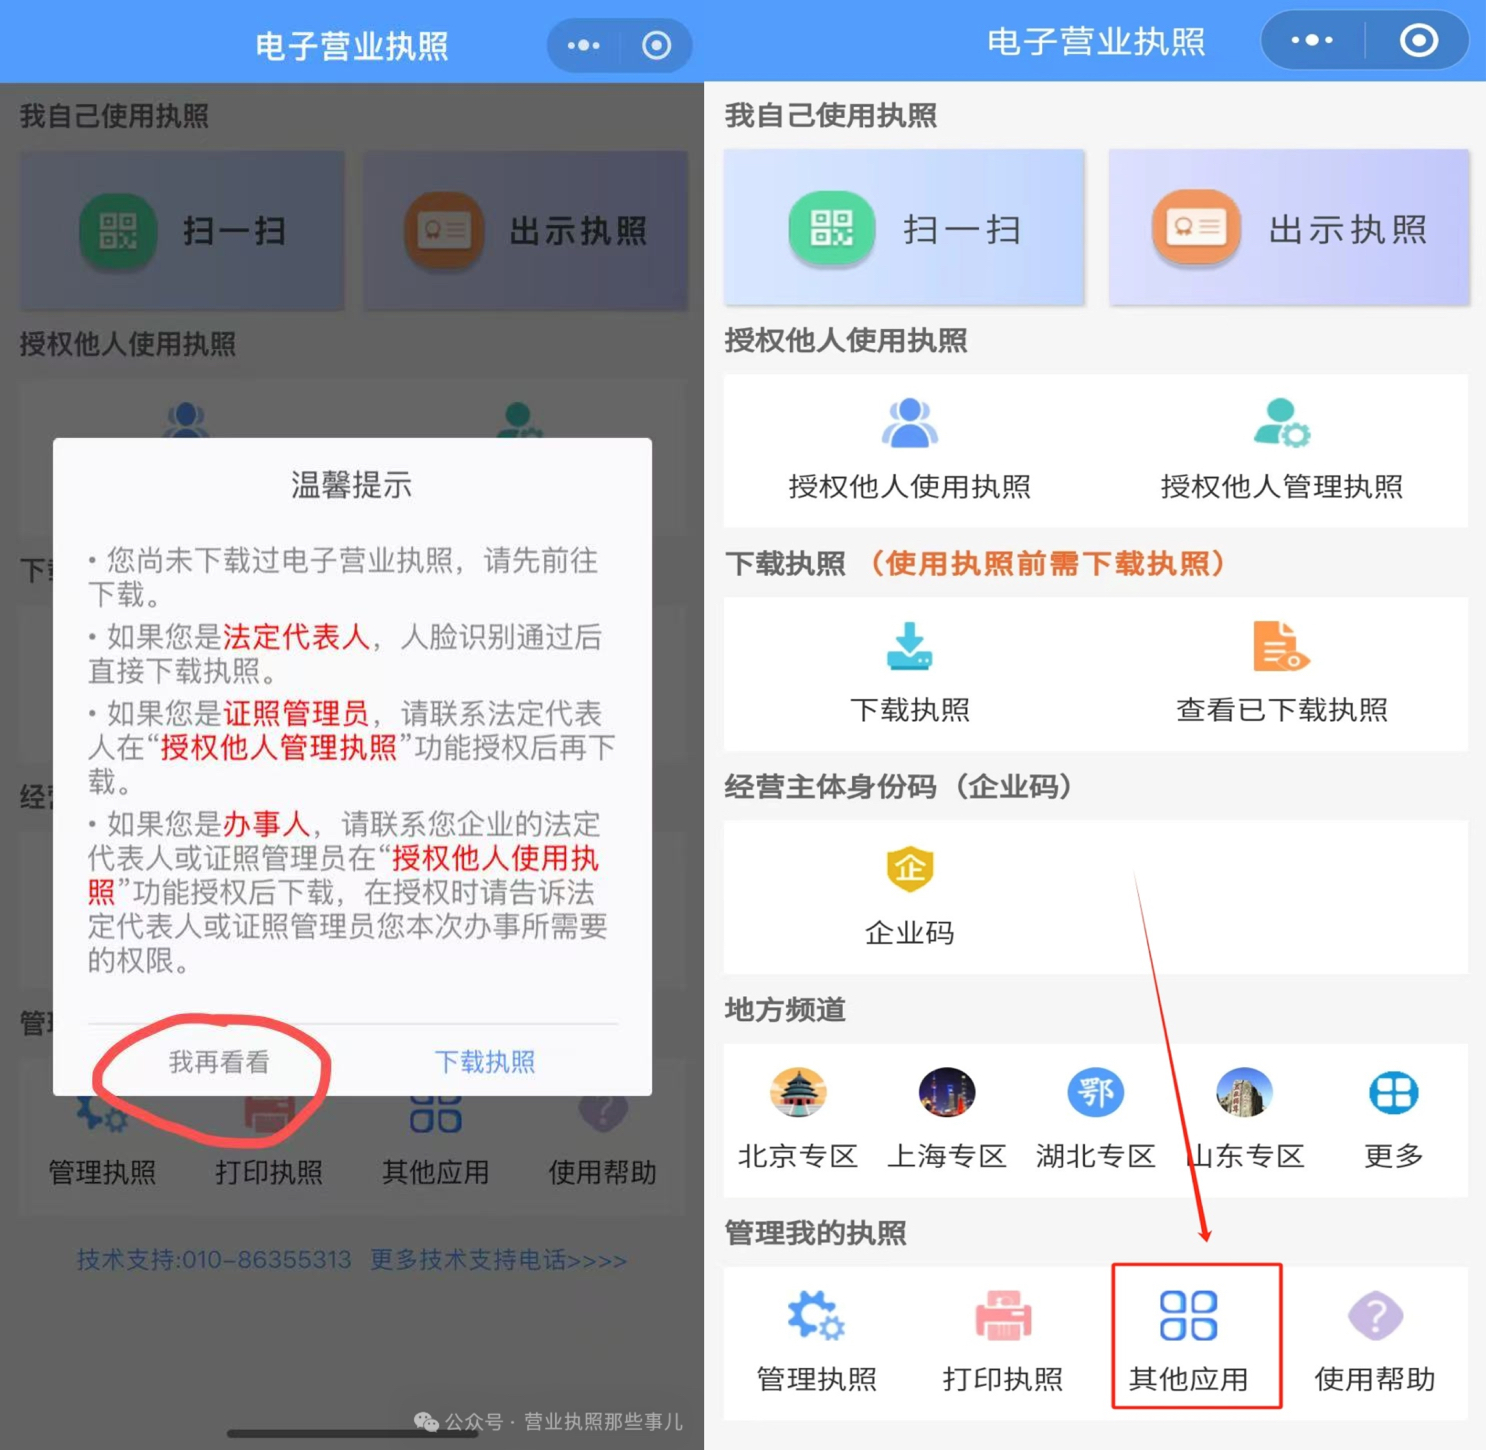 电子营业执照
我自己使用执照
扫一扫
出示执照
授权他人使用执照
温馨提示
• 您尚未下载过电子营业执照，请先前往
下载。
• 如果您是法定代表人，人脸识别通过后
直接下载执照。
• 如果您是证照管理员，请联系法定代表
人在“授权他人管理执照”功能授权后再下
载。
• 如果您是办事人，请联系您企业的法定
代表人或证照管理员在“授权他人使用执
照”功能授权后下载，在授权时请告诉法
定代表人或证照管理员您本次办事所需要
的权限。
我再看看
下载执照
下
经
管
管理执照
打印执照
其他应用
使用帮助
技术支持:010-86355313 更多技术支持电话>>>>
公众号 · 营业执照那些事儿
电子营业执照
我自己使用执照
扫一扫
出示执照
授权他人使用执照
授权他人使用执照
授权他人管理执照
下载执照 （使用执照前需下载执照）
下载执照
查看已下载执照
经营主体身份码（企业码）
企
企业码
地方频道
鄂
北京专区
上海专区
湖北专区
山东专区
更多
管理我的执照
管理执照
打印执照
其他应用
使用帮助